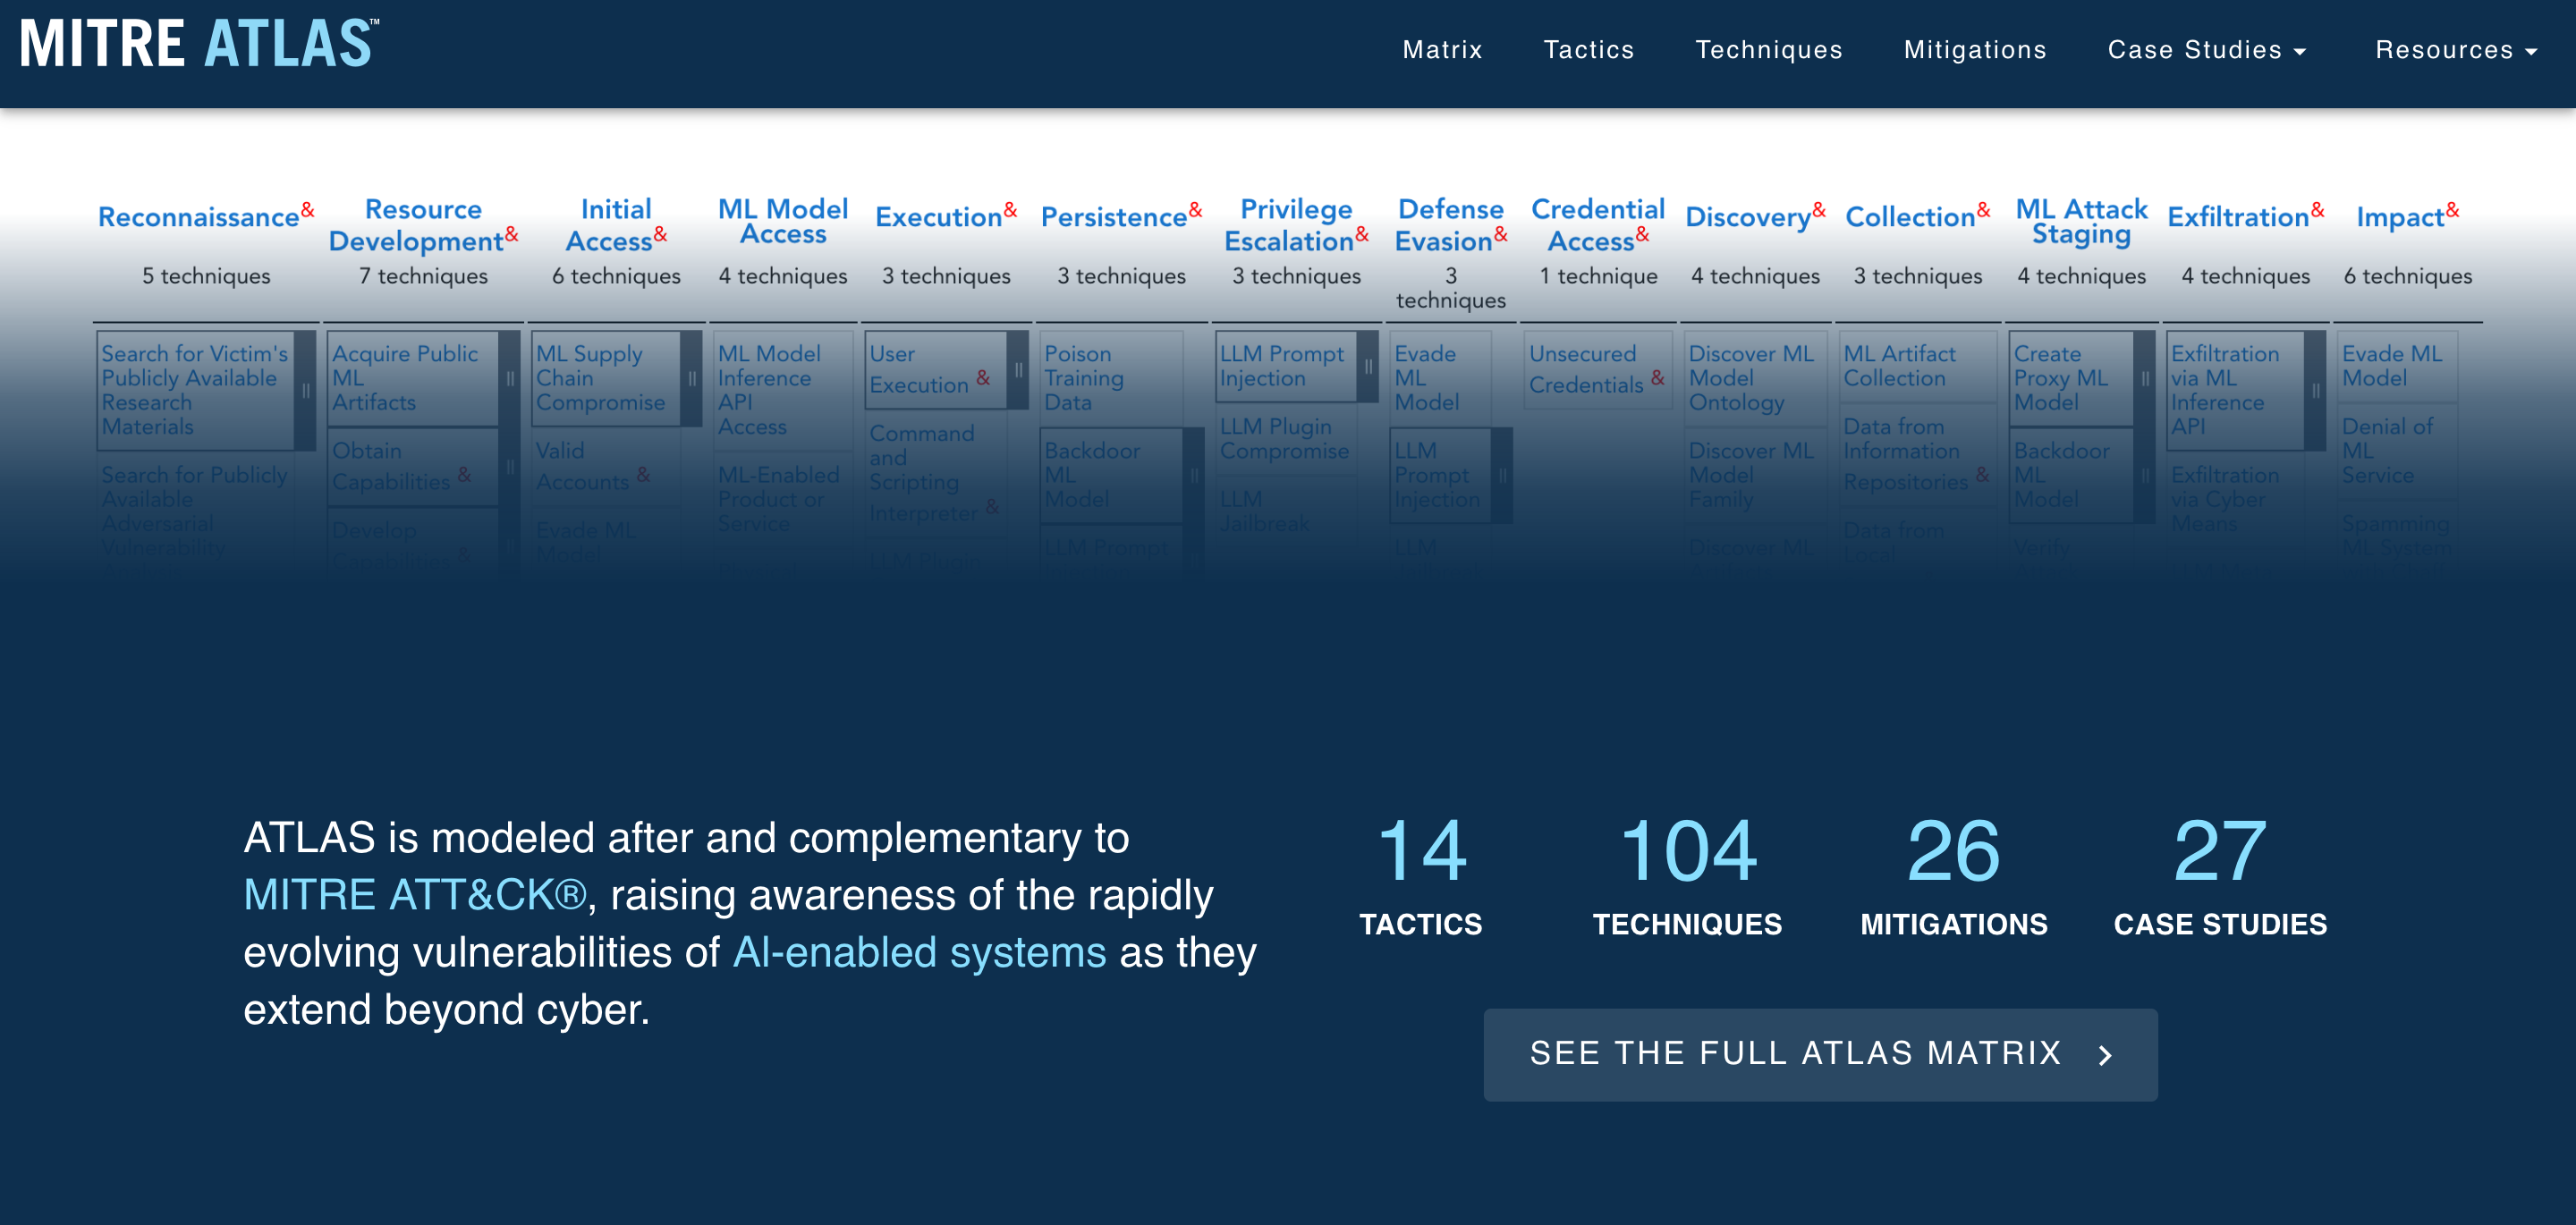 MITRE ATLAS™
Matrix
Tactics
Techniques
Mitigations
Case Studies
Resources
Reconnaissance&
5 techniques
Search for Victim's
Publicly Available
Research
Materials
Search for Publicly
Available
Adversarial
Vulnerability
Analysis
Resource
Development&
7 techniques
Acquire Public
ML
Artifacts
Obtain
Capabilities &
Develop
Capabilities &
Initial
Access&
6 techniques
ML Supply
Chain
Compromise
Valid
Accounts &
Evade ML
Model
ML Model
Access
4 techniques
ML Model
Inference
API
Access
ML-Enabled
Product or
Service
Physical
Execution&
3 techniques
User
Execution &
Command
and
Scripting
Interpreter &
LLM Plugin
Persistence&
3 techniques
Poison
Training
Data
Backdoor
ML
Model
LLM Prompt
Injection
Privilege
Escalation&
3 techniques
LLM Prompt
Injection
LLM Plugin
Compromise
LLM
Jailbreak
Defense
Evasion&
3
techniques
Evade
ML
Model
LLM
Prompt
Injection
LLM
Jailbreak
Credential
Access&
1 technique
Unsecured
Credentials &
Discovery&
4 techniques
Discover ML
Model
Ontology
Discover ML
Model
Family
Discover ML
Artifacts
Collection&
3 techniques
ML Artifact
Collection
Data from
Information
Repositories &
Data from
Local
ML Attack
Staging
4 techniques
Create
Proxy ML
Model
Backdoor
ML
Model
Verify
Attack
Exfiltration&
4 techniques
Exfiltration
via ML
Inference
API
Exfiltration
via Cyber
Means
LLM Meta
Impact&
6 techniques
Evade ML
Model
Denial of
ML
Service
Spamming
ML System
with Chaff
ATLAS is modeled after and complementary to
MITRE ATT&CK®, raising awareness of the rapidly
evolving vulnerabilities of AI-enabled systems as they
extend beyond cyber.
14
TACTICS
104
TECHNIQUES
26
MITIGATIONS
27
CASE STUDIES
SEE THE FULL ATLAS MATRIX